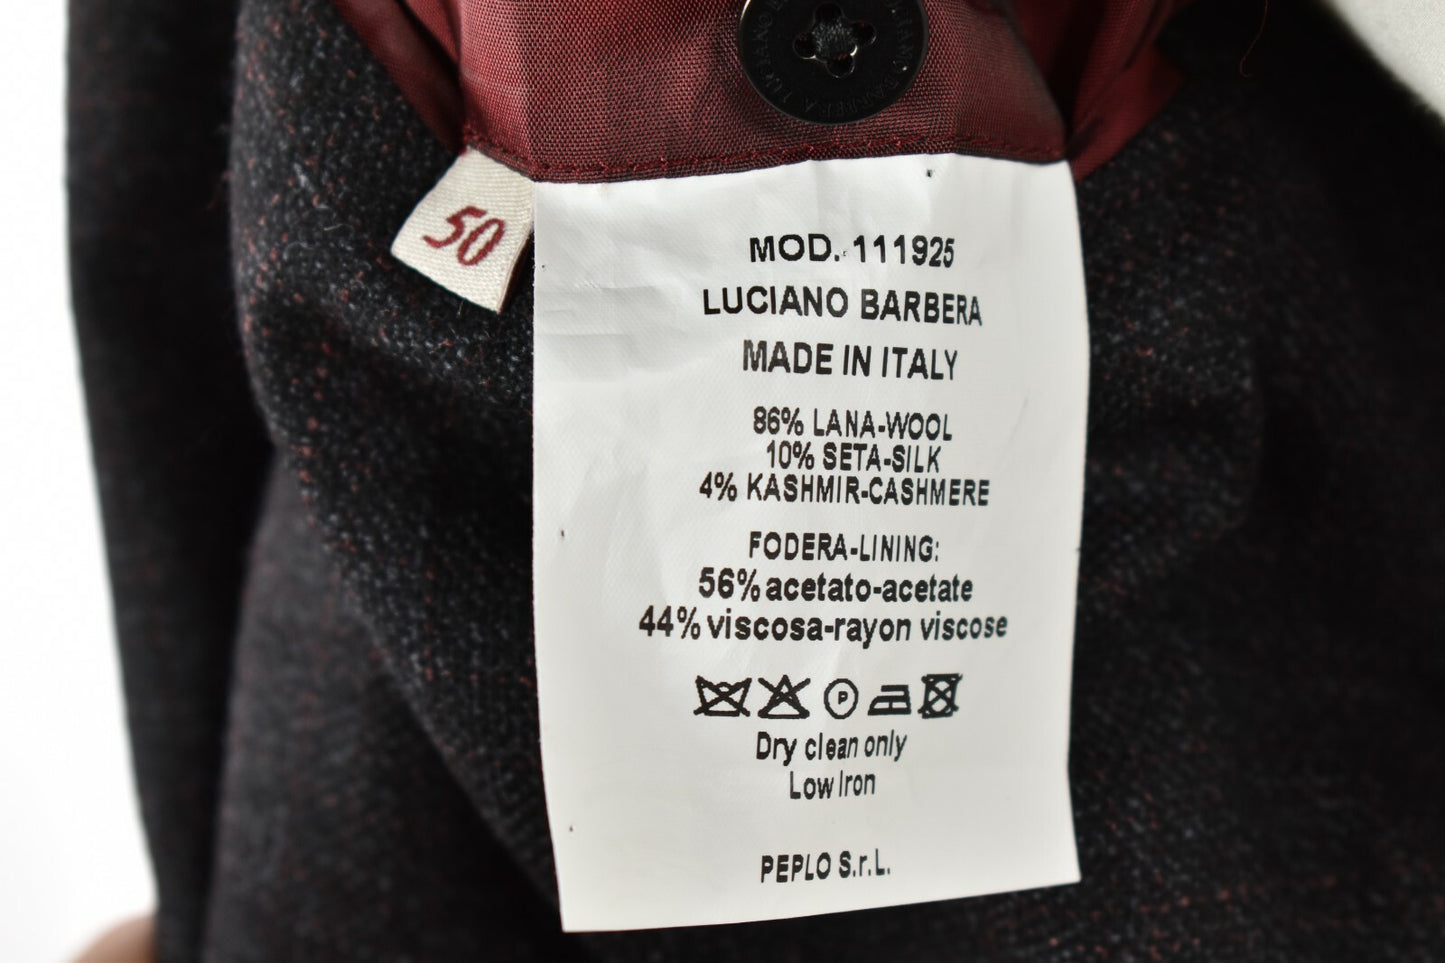 50
MOD. 111925
LUCIANO BARBERA
MADE IN ITALY
86% LANA-WOOL
10% SETA-SILK
4% KASHMIR-CASHMERE
FODERA-LINING:
56% acetato-acetate
44% viscosa-rayon viscose
P
Dry clean only
Low Iron
PEPLO S.r.L.